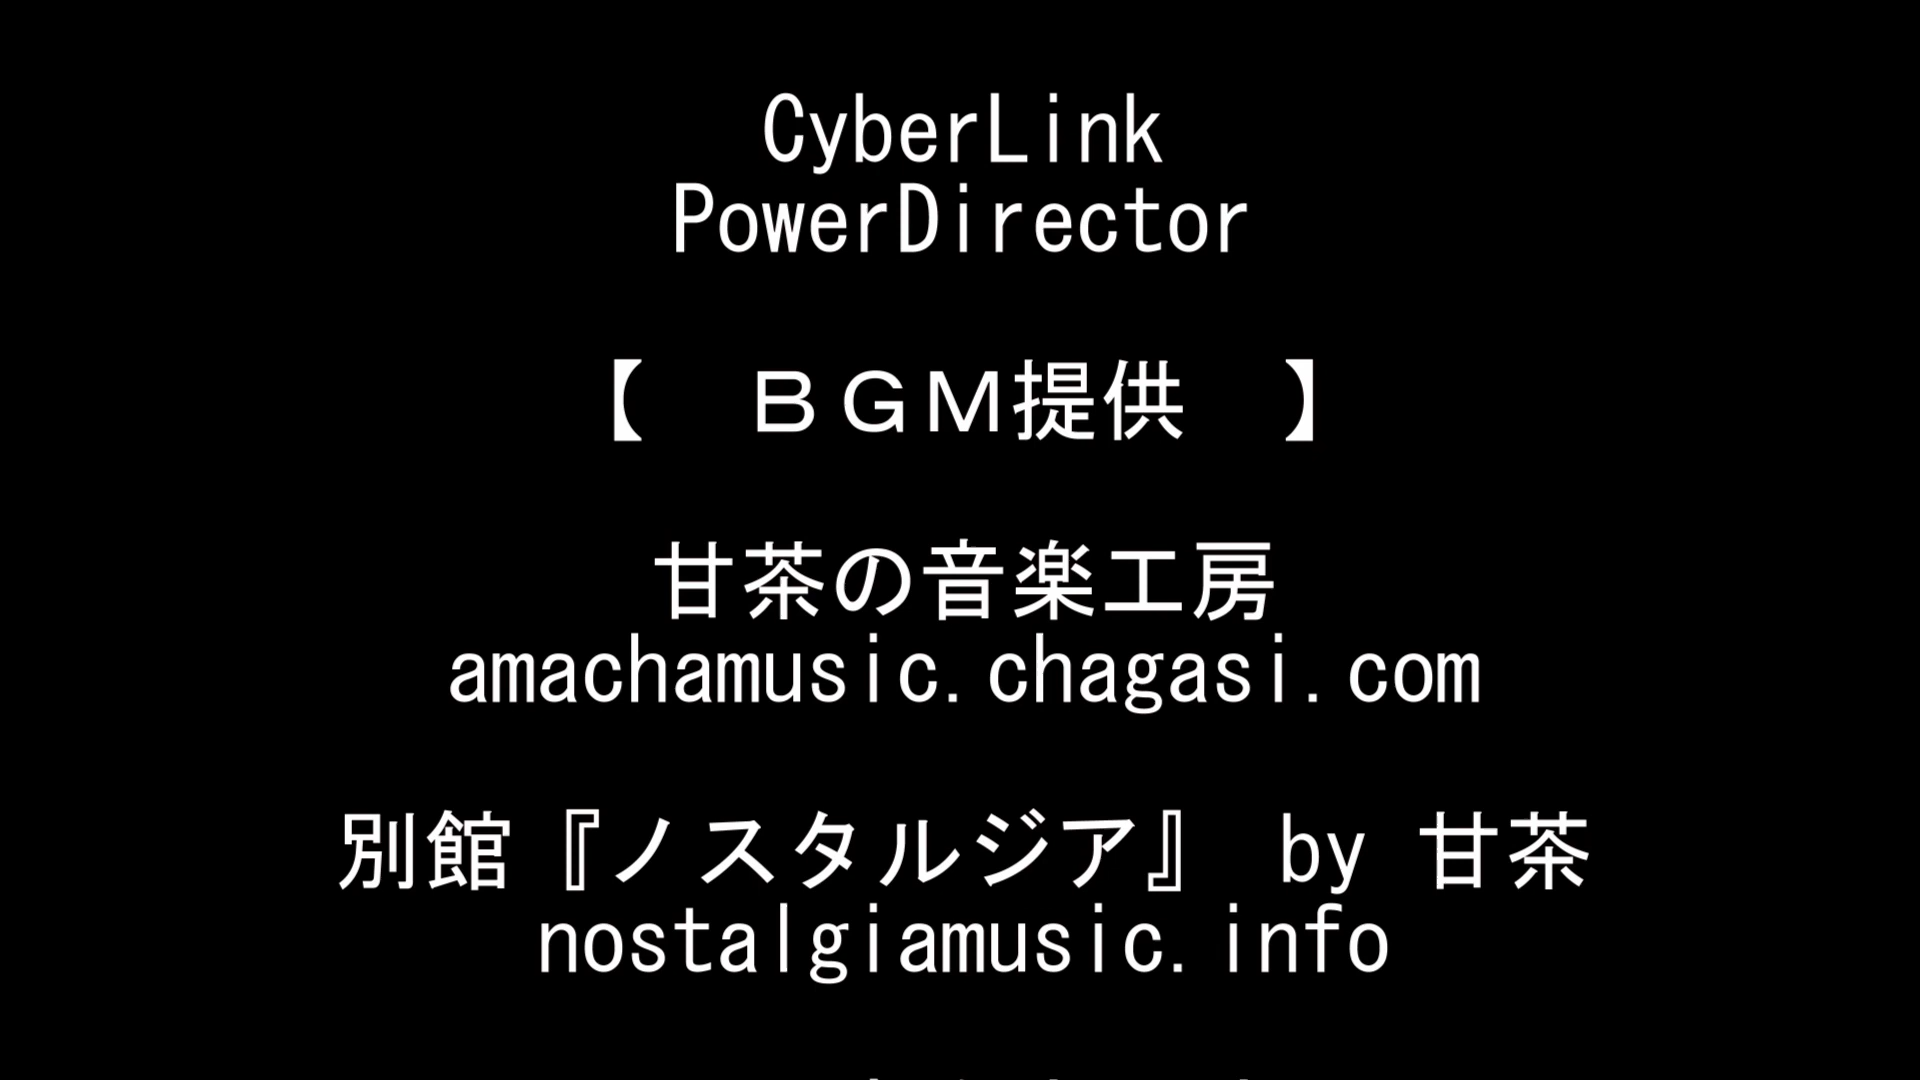 CyberLink
PowerDirector
【　ＢＧＭ提供　】
甘茶の音楽工房
amachamusic.chagasi.com
別館『ノスタルジア』 by 甘茶
nostalgiamusic.info